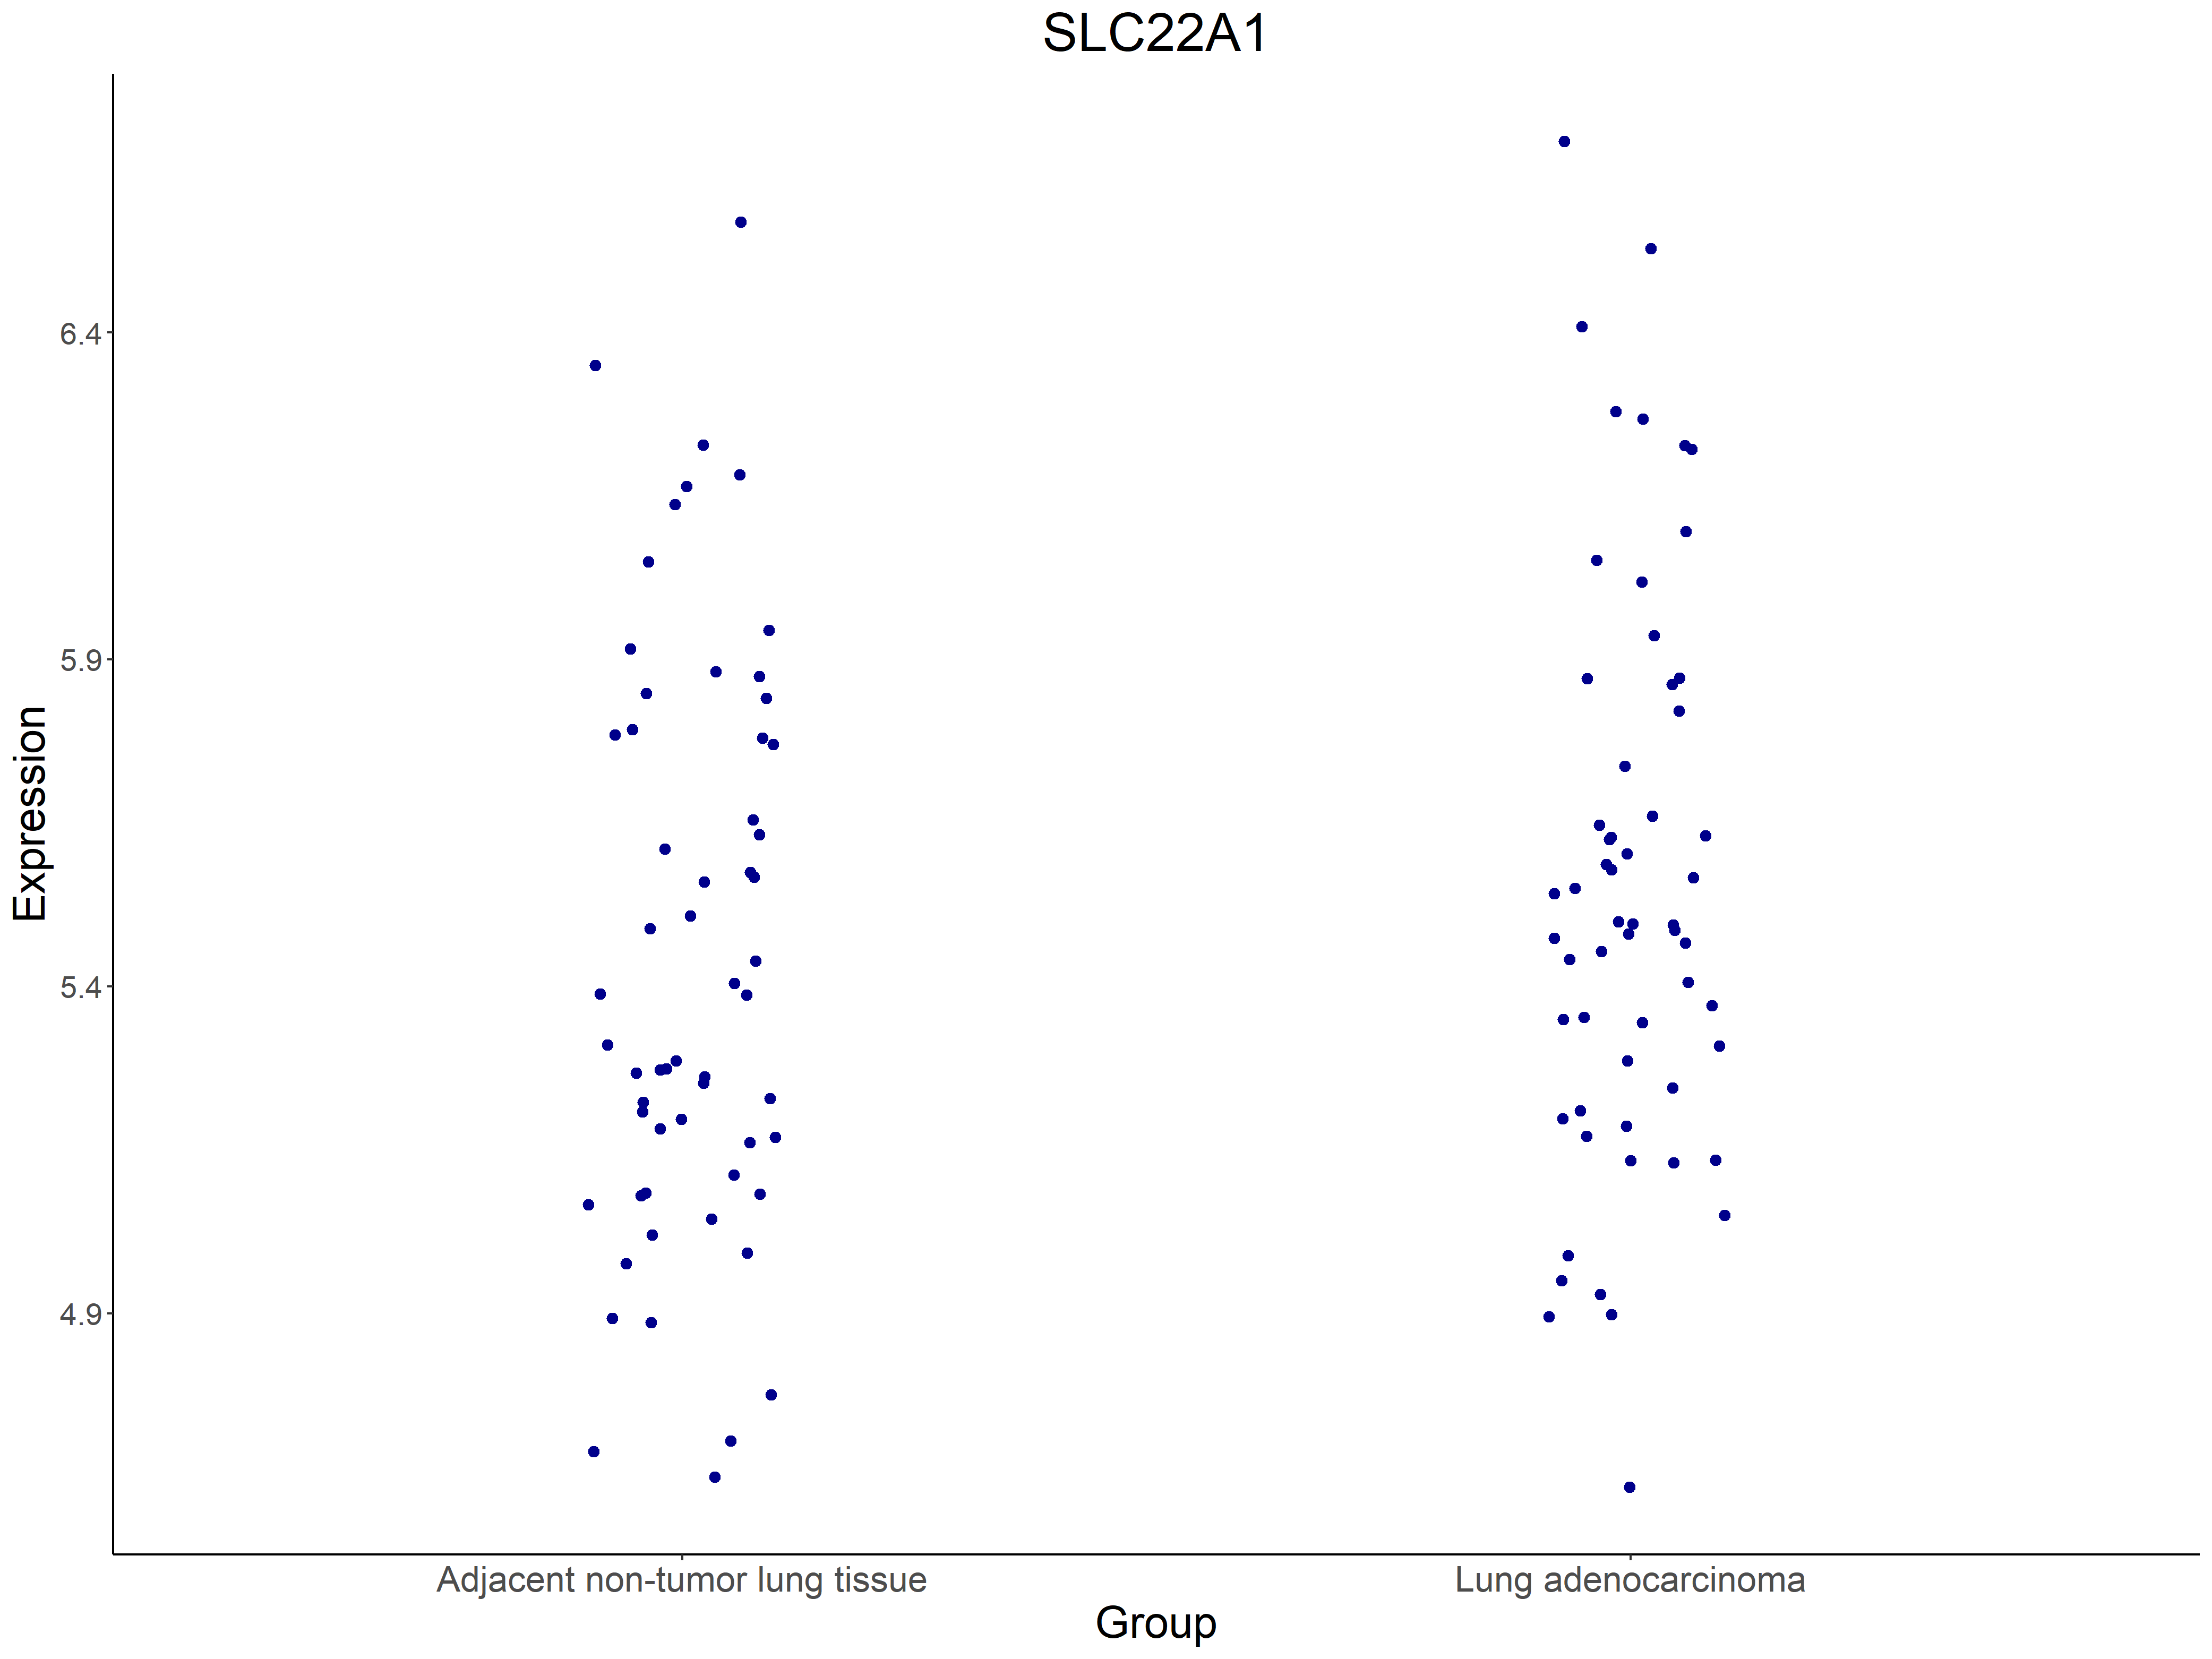 SLC22A1
Expression
6.4
5.9
5.4
4.9
Adjacent non-tumor lung tissue
Lung adenocarcinoma
Group